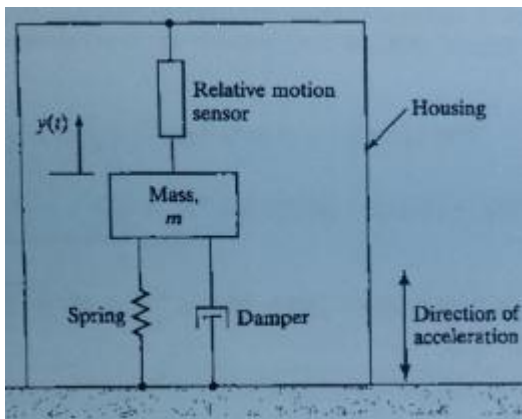 Relative motion
sensor
Housing
y(t)
Mass,
m
Spring
Damper
Direction of
acceleration